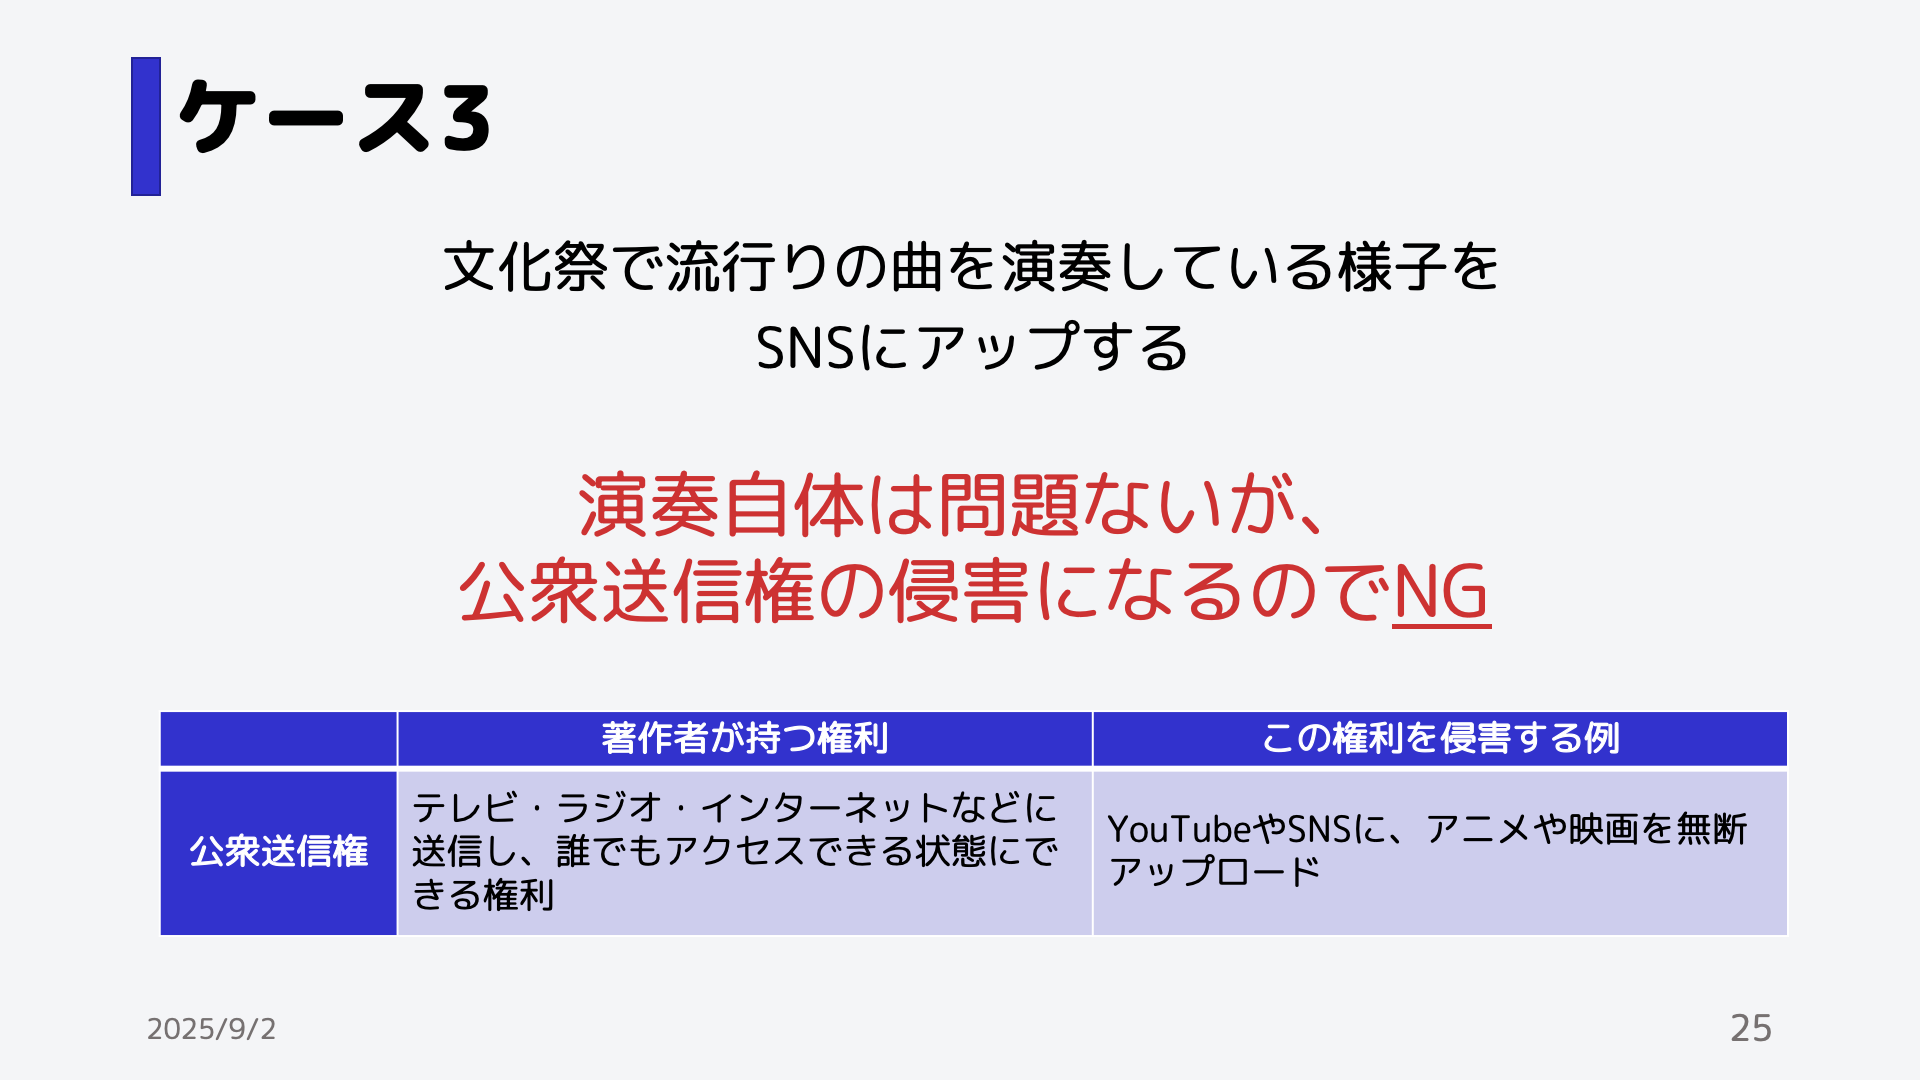 ケース3
文化祭で流行りの曲を演奏している様子を
SNSにアップする
演奏自体は問題ないが、
公衆送信権の侵害になるのでNG
著作者が持つ権利
この権利を侵害する例
公衆送信権
テレビ・ラジオ・インターネットなどに
送信し、誰でもアクセスできる状態にで
きる権利
YouTubeやSNSに、アニメや映画を無断
アップロード
2025/9/2
25